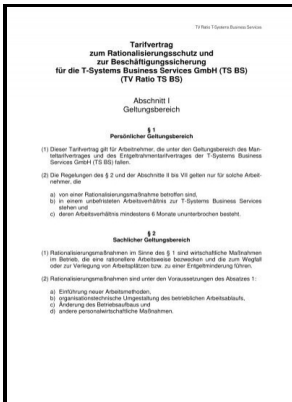 TV Ratio T-Systems Business Services
Tarifvertrag
zum Rationalisierungsschutz und
zur Beschäftigungssicherung
für die T-Systems Business Services GmbH (TS BS)
(TV Ratio TS BS)
Abschnitt I
Geltungsbereich
§ 1
Persönlicher Geltungsbereich
(1) Dieser Tarifvertrag gilt für Arbeitnehmer, die unter den Geltungsbereich des Man-
teltarifvertrages und des Entgeltrahmentarifvertrages der T-Systems Business
Services GmbH (TS BS) fallen.
(2) Die Regelungen des § 2 und der Abschnitte II bis VII gelten nur für solche Arbeit-
nehmer, die
a) von einer Rationalisierungsmaßnahme betroffen sind,
b) in einem unbefristeten Arbeitsverhältnis zur T-Systems Business Services
stehen und
c) deren Arbeitsverhältnis mindestens 6 Monate ununterbrochen besteht.
§ 2
Sachlicher Geltungsbereich
(1) Rationalisierungsmaßnahmen im Sinne des § 1 sind wirtschaftliche Maßnahmen
im Betrieb, die eine rationellere Arbeitsweise bezwecken und die zum Wegfall
oder zur Verlegung von Arbeitsplätzen bzw. zu einer Entgeltminderung führen.
(2) Rationalisierungsmaßnahmen sind unter den Voraussetzungen des Absatzes 1:
a) Einführung neuer Arbeitsmethoden,
b) organisationstechnische Umgestaltung des betrieblichen Arbeitsablaufs,
c) Änderung des Betriebsaufbaus und
d) andere personalwirtschaftliche Maßnahmen.